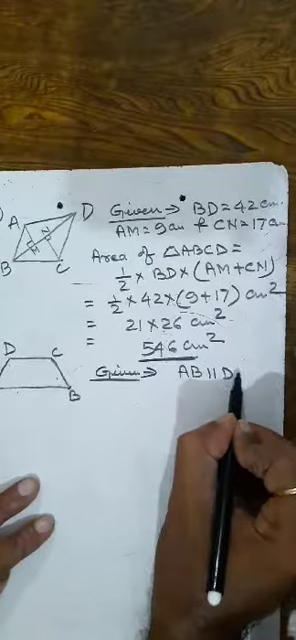 Given → BD = 42 cm
AM = 9 cm & CN = 17 cm
Area of △ABCD =
1/2 × BD × (AM + CN)
= 1/2 × 42 × (9 + 17) cm²
= 21 × 26 cm²
= 546 cm²
Given → AB || D
A D
N
M
B C
D C
B